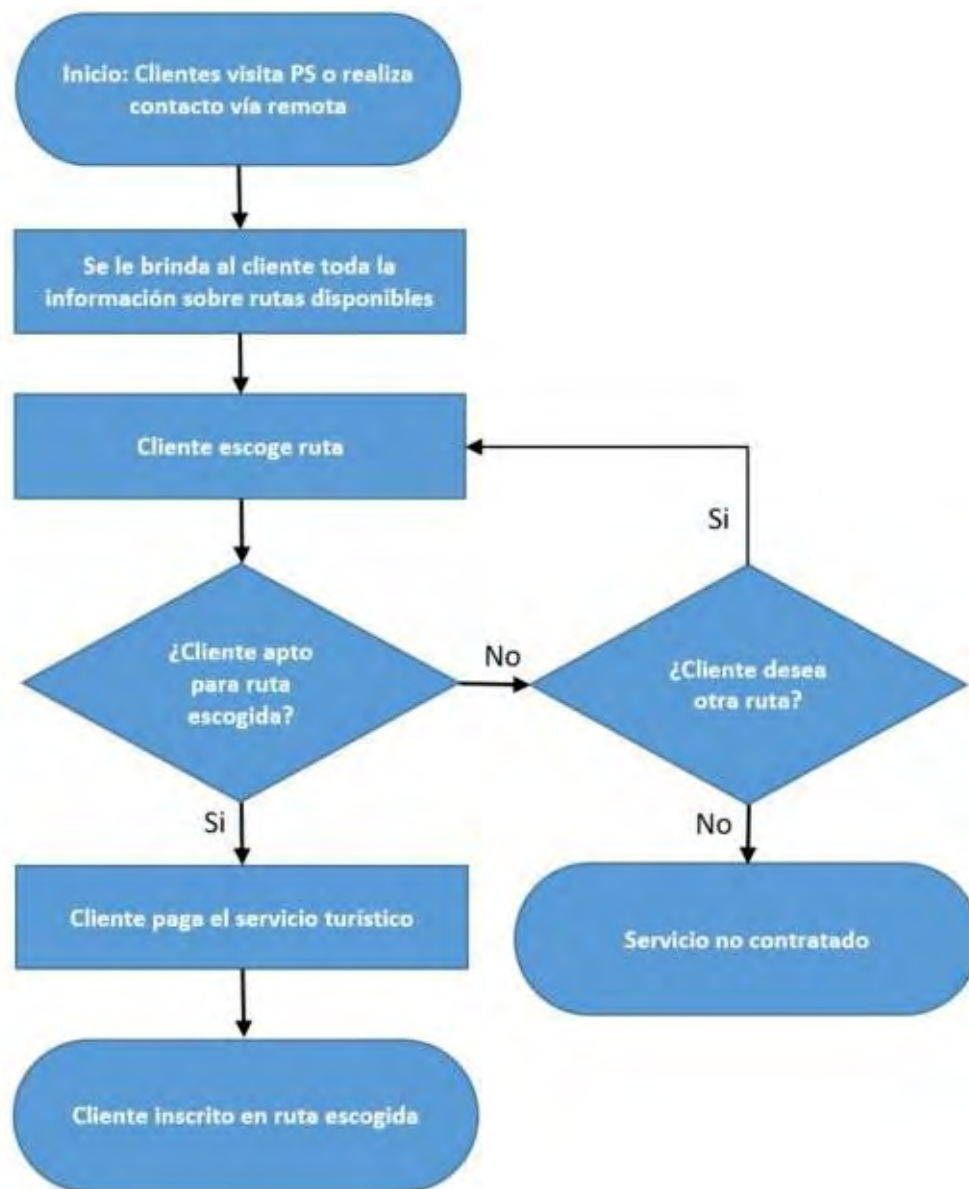 Inicio: Clientes visita PS o realiza
contacto vía remota
Se le brinda al cliente toda la
información sobre rutas disponibles
Cliente escoge ruta
Si
¿Cliente apto
para ruta
escogida?
No
¿Cliente desea
otra ruta?
Si
No
Cliente paga el servicio turístico
Servicio no contratado
Cliente inscrito en ruta escogida